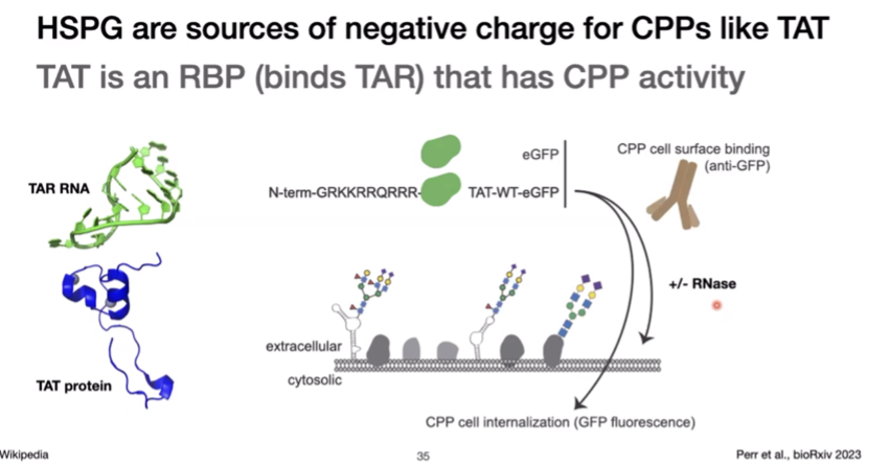 HSPG are sources of negative charge for CPPs like TAT
TAT is an RBP (binds TAR) that has CPP activity
TAR RNA
TAT protein
eGFP
N-term-GRKKRRQRRR-
TAT-WT-eGFP
CPP cell surface binding
(anti-GFP)
+/- RNase
extracellular
cytosolic
CPP cell internalization (GFP fluorescence)
Wikipedia
35
Perr et al., bioRxiv 2023